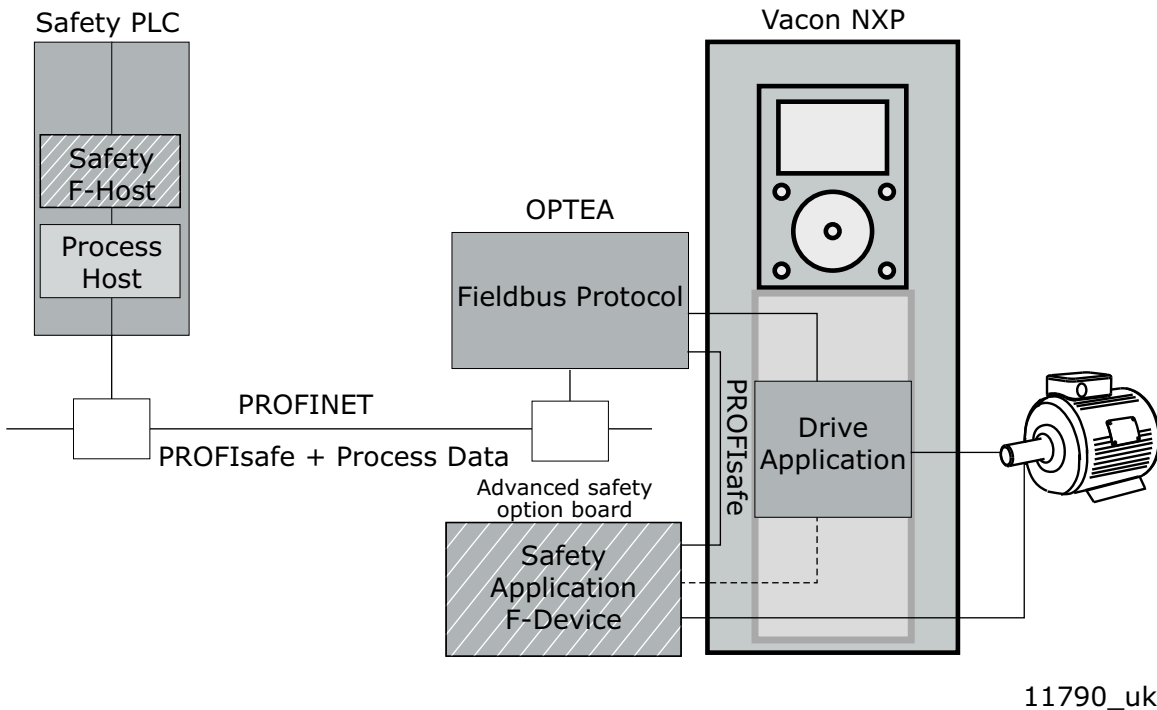 Safety PLC
Vacon NXP
Safety
F-Host
Process
Host
OPTEA
Fieldbus Protocol
PROFINET
PROFIsafe + Process Data
PROFIsafe
Drive
Application
Advanced safety
option board
Safety
Application
F-Device
11790_uk